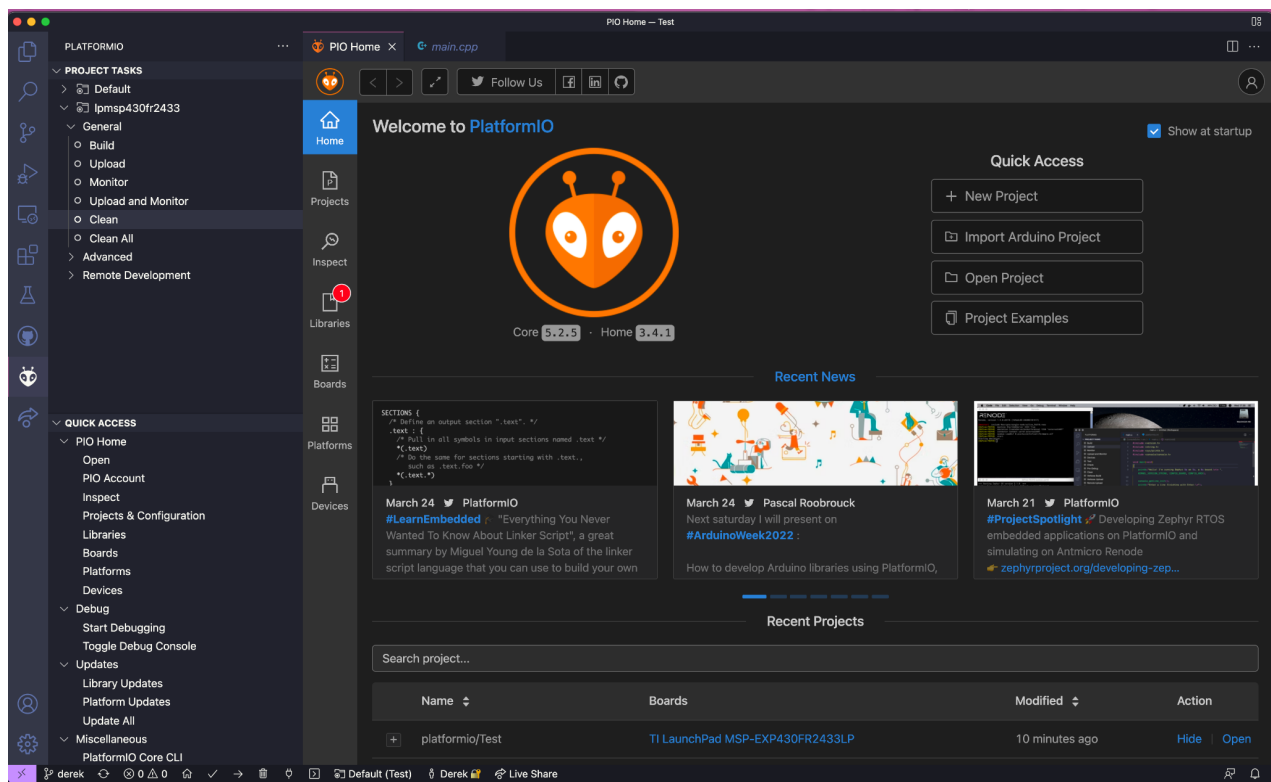 PIO Home — Test
PLATFORMIO
PROJECT TASKS
Default
lpmsp430fr2433
General
Build
Upload
Monitor
Upload and Monitor
Clean
Clean All
Advanced
Remote Development
QUICK ACCESS
PIO Home
Open
PIO Account
Inspect
Projects & Configuration
Libraries
Boards
Platforms
Devices
Debug
Start Debugging
Toggle Debug Console
Updates
Library Updates
Platform Updates
Update All
Miscellaneous
PlatformIO Core CLI
PIO Home
main.cpp
Follow Us
Home
Projects
Inspect
1
Libraries
Boards
Platforms
Devices
Welcome to PlatformIO
Show at startup
Core 5.2.5 · Home 3.4.1
Quick Access
New Project
Import Arduino Project
Open Project
Project Examples
Recent News
SECTIONS {
/* Define an output section ".text". */
.text : {
/* Pull in all symbols in input sections named .text */
*(.text)
/* Do the same for sections starting with .text.,
such as .text.foo */
*(.text.*)
}
March 24 PlatformIO
#LearnEmbedded "Everything You Never
Wanted To Know About Linker Script", a great
summary by Miguel Young de la Sota of the linker
script language that you can use to build your own
March 24 Pascal Roobrouck
Next saturday I will present on
#ArduinoWeek2022 :
How to develop Arduino libraries using PlatformIO,
RENODE
March 21 PlatformIO
#ProjectSpotlight Developing Zephyr RTOS
embedded applications on PlatformIO and
simulating on Antmicro Renode
zephyrproject.org/developing-zep...
Recent Projects
Search project...
Name Boards Modified Action
platformio/Test TI LaunchPad MSP-EXP430FR2433LP 10 minutes ago Hide Open
derek 0 0 0 Default (Test) Derek Live Share